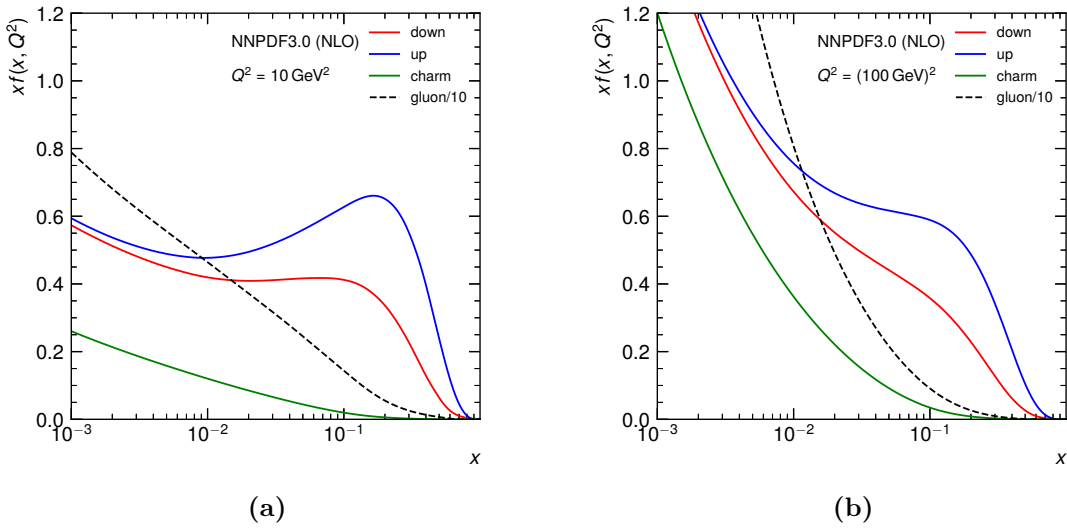 xf(x, Q²)
1.2
1.0
0.8
0.6
0.4
0.2
0.0
NNPDF3.0 (NLO)
Q² = 10 GeV²
down
up
charm
gluon/10
10⁻³
10⁻²
10⁻¹
x
(a)
xf(x, Q²)
1.2
1.0
0.8
0.6
0.4
0.2
0.0
NNPDF3.0 (NLO)
Q² = (100 GeV)²
down
up
charm
gluon/10
10⁻³
10⁻²
10⁻¹
x
(b)